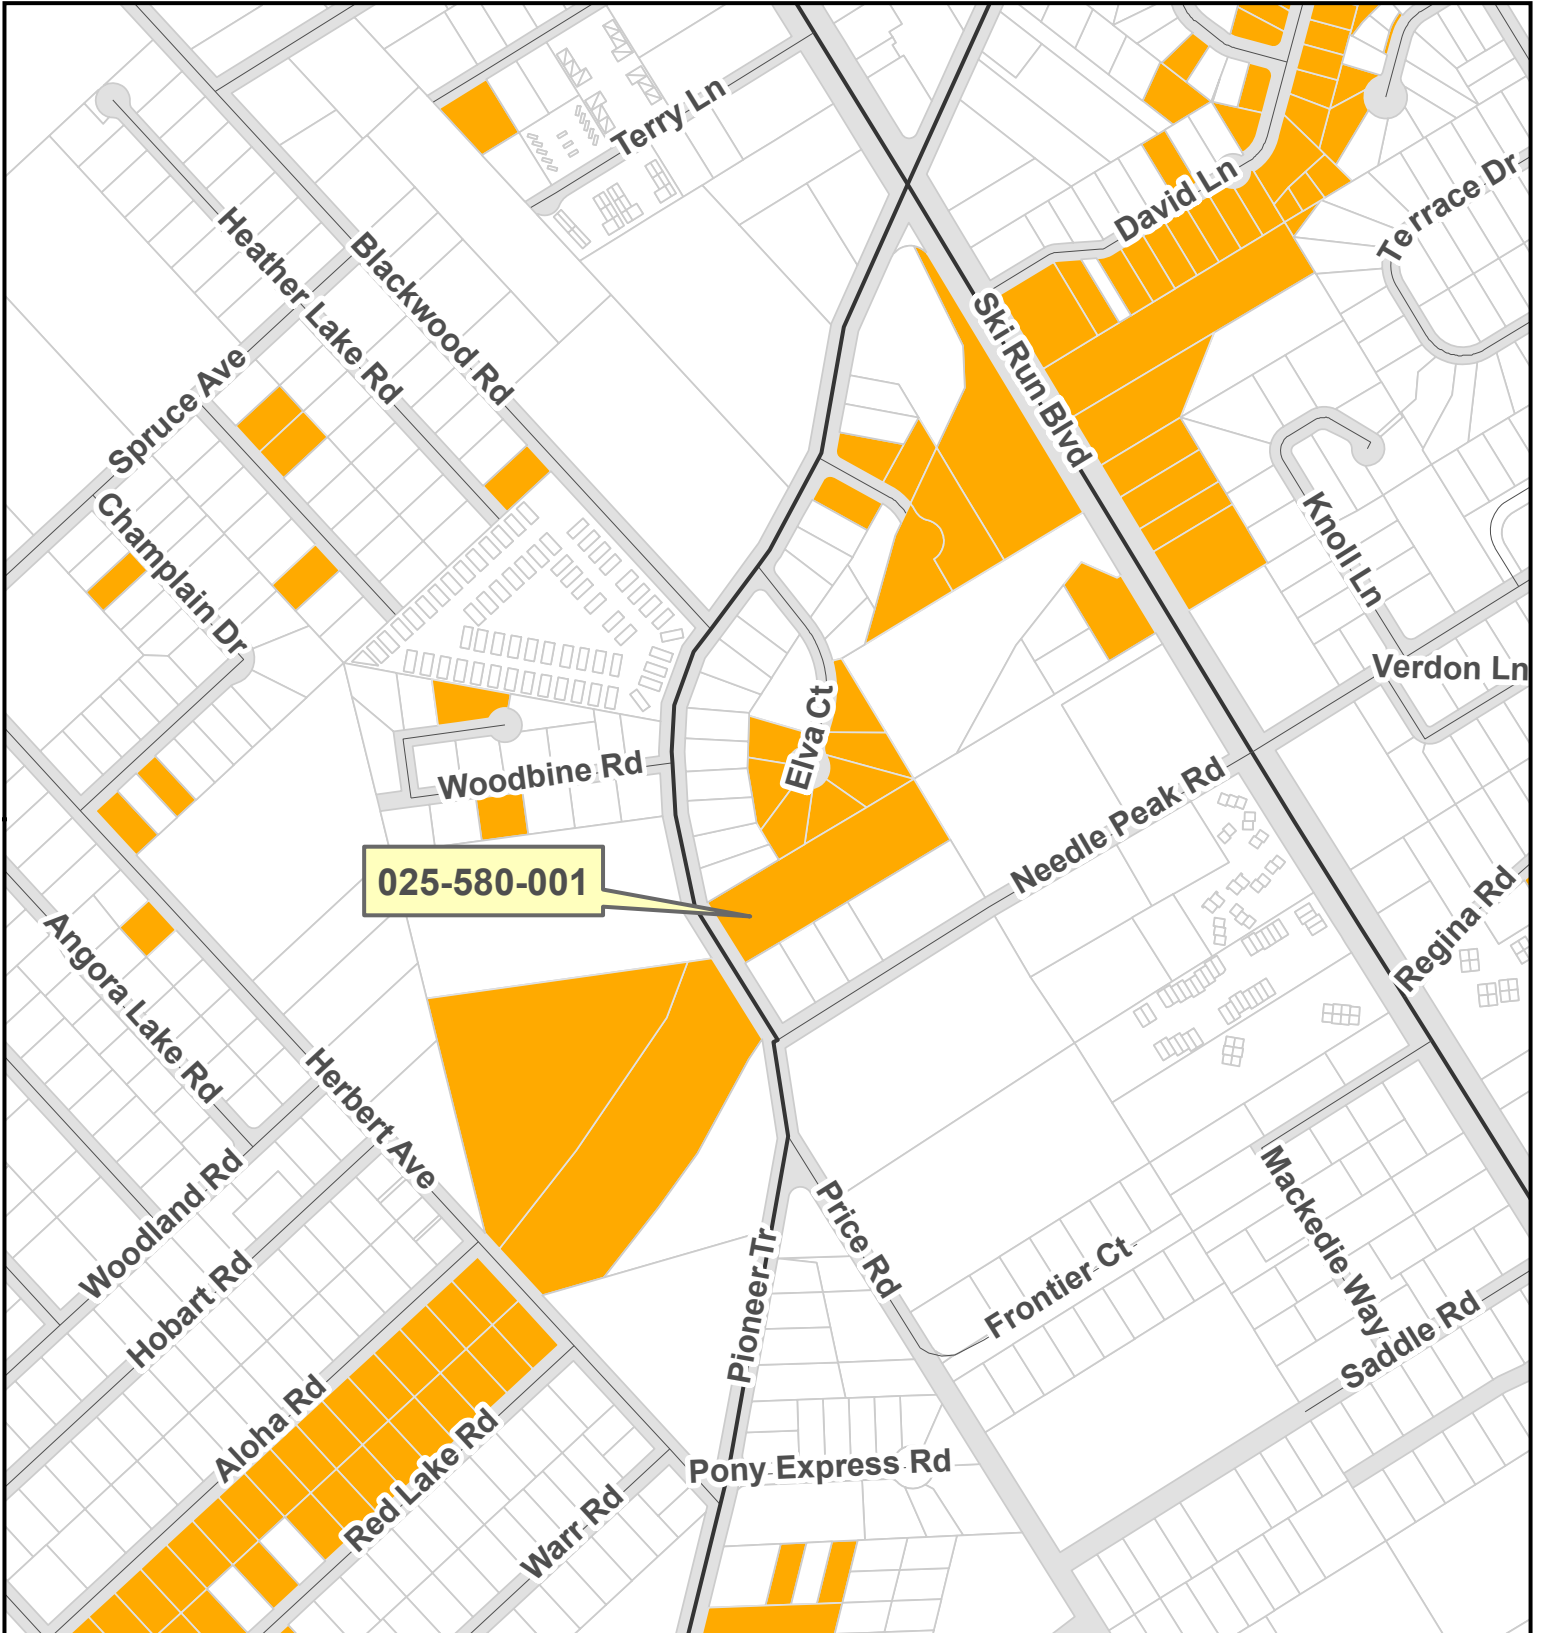 Terry Ln
David Ln
Terrace Dr
Heather Lake Rd
Blackwood Rd
Ski Run Blvd
Spruce Ave
Champlain Dr
Knoll Ln
Verdon Ln
Elva Ct
Woodbine Rd
Needle Peak Rd
025-580-001
Regina Rd
Angora Lake Rd
Herbert Ave
Woodland Rd
Hobart Rd
Mackedie Way
Price Rd
Frontier Ct
Pioneer Tr
Saddle Rd
Aloha Rd
Red Lake Rd
Pony Express Rd
Warr Rd